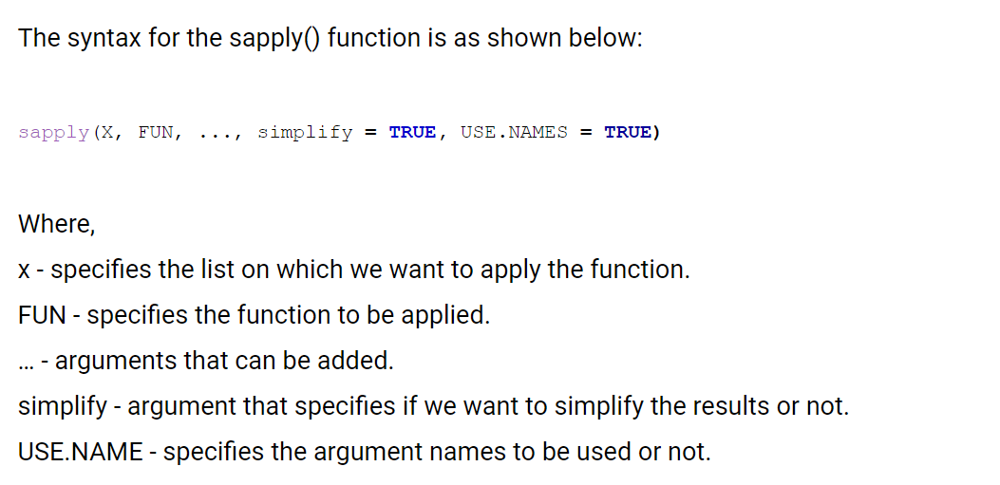 The syntax for the sapply() function is as shown below:
sapply(X, FUN, ..., simplify = TRUE, USE.NAMES = TRUE)
Where,
x - specifies the list on which we want to apply the function.
FUN - specifies the function to be applied.
... - arguments that can be added.
simplify - argument that specifies if we want to simplify the results or not.
USE.NAME - specifies the argument names to be used or not.